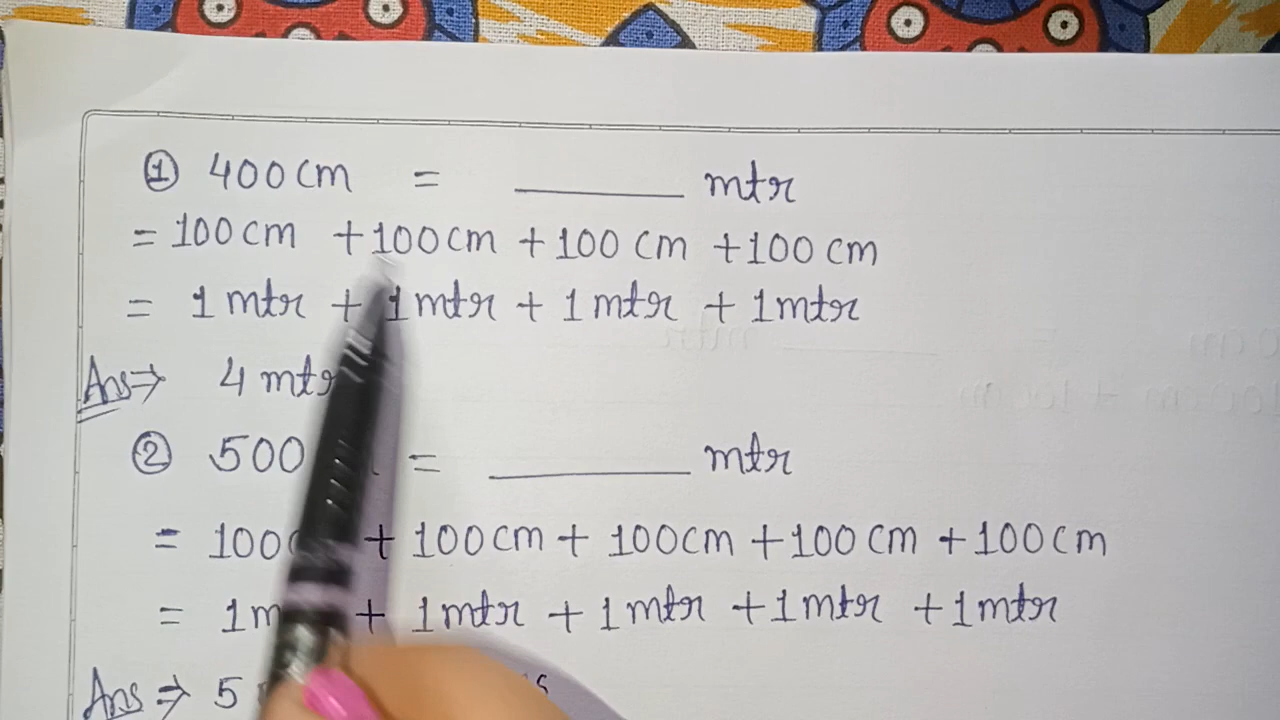 ① 400 cm = ______ mtr
= 100 cm + 100 cm + 100 cm + 100 cm
= 1 mtr + 1 mtr + 1 mtr + 1 mtr
Ans ⇒ 4 mtr
② 500 = ______ mtr
= 100 + 100 cm + 100 cm + 100 cm + 100 cm
= 1 m + 1 mtr + 1 mtr + 1 mtr + 1 mtr
Ans ⇒ 5